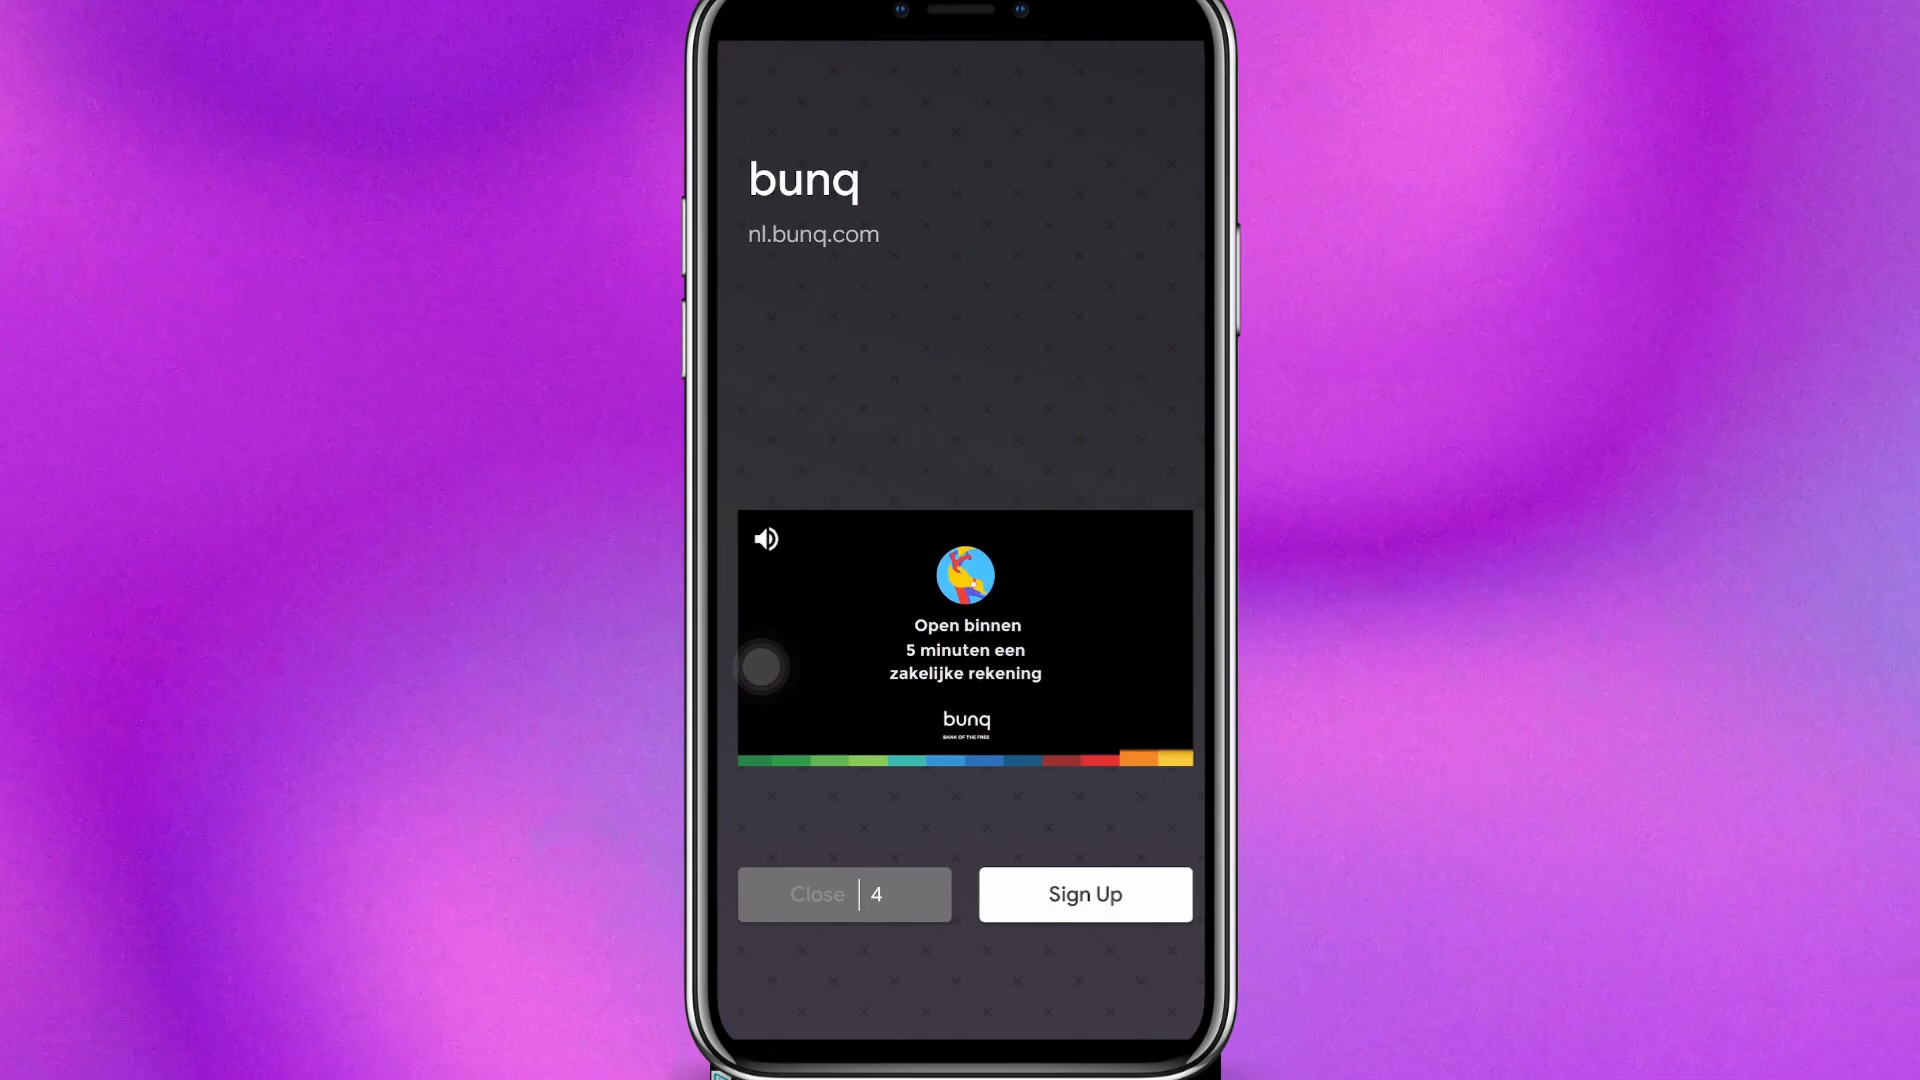 bunq
nl.bunq.com
Open binnen
5 minuten een
zakelijke rekening
bunq
BANK OF THE FREE
Close 4
Sign Up